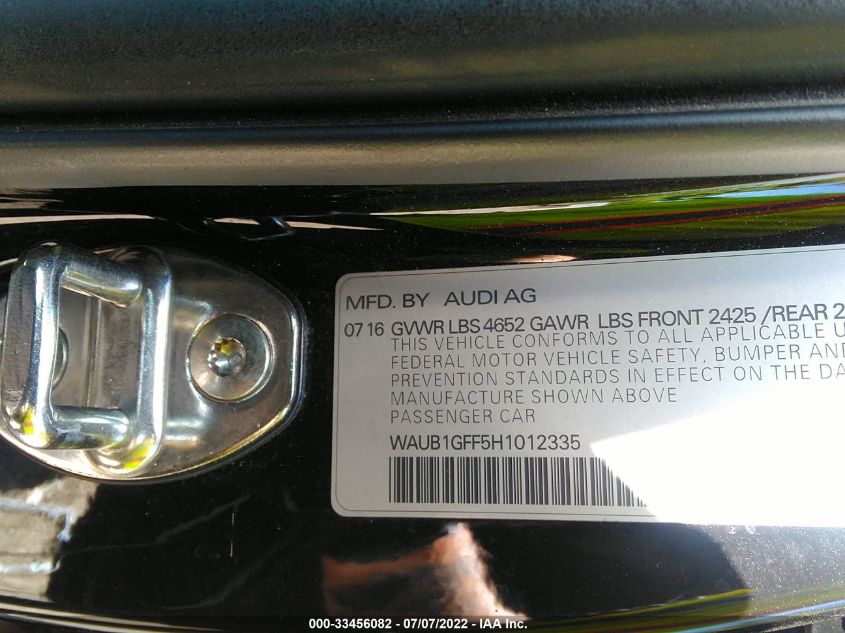 MFD. BY AUDI AG
07 16 GVWR LBS 4652 GAWR LBS FRONT 2425 /REAR 2
THIS VEHICLE CONFORMS TO ALL APPLICABLE U
FEDERAL MOTOR VEHICLE SAFETY, BUMPER AND
PREVENTION STANDARDS IN EFFECT ON THE DA
MANUFACTURE SHOWN ABOVE
PASSENGER CAR
WAUB1GFF5H1012335
000-33456082 - 07/07/2022 - IAA Inc.